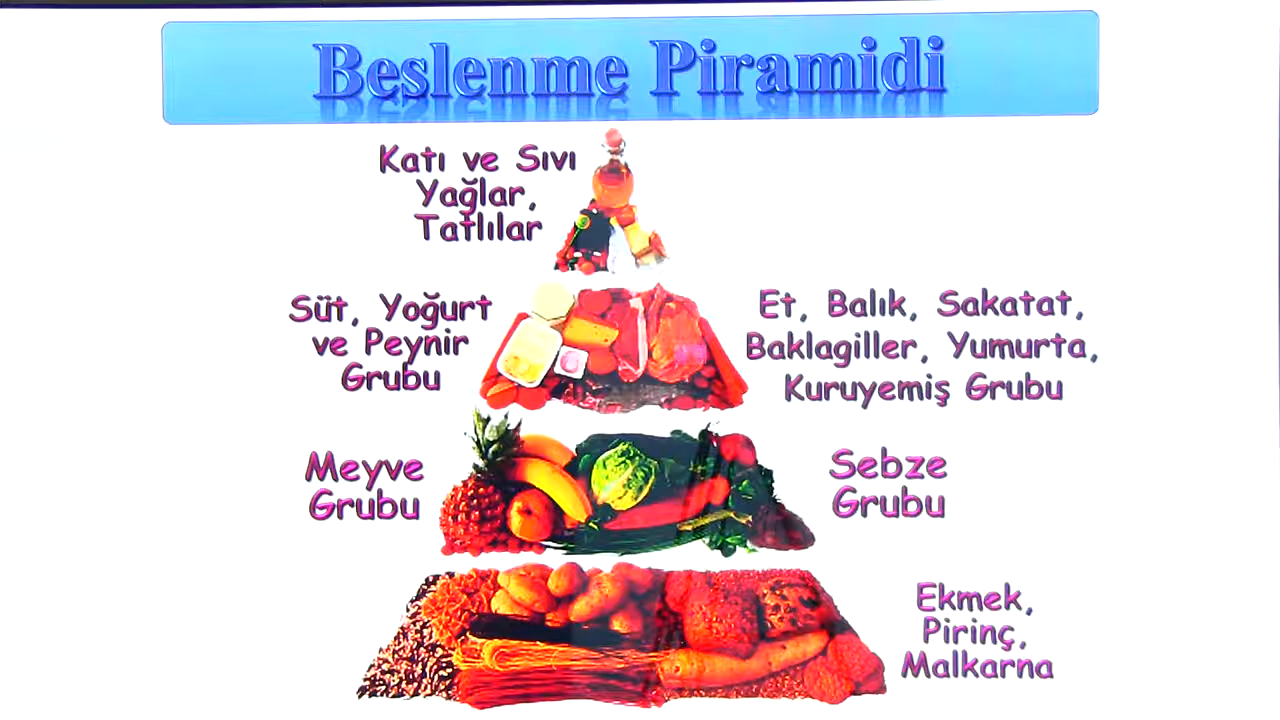 Beslenme Piramidi
Katı ve Sıvı
Yağlar,
Tatlılar
Süt, Yoğurt
ve Peynir
Grubu
Et, Balık, Sakatat,
Baklagiller, Yumurta,
Kuruyemiş Grubu
Meyve
Grubu
Sebze
Grubu
Ekmek,
Pirinç,
Malkarna